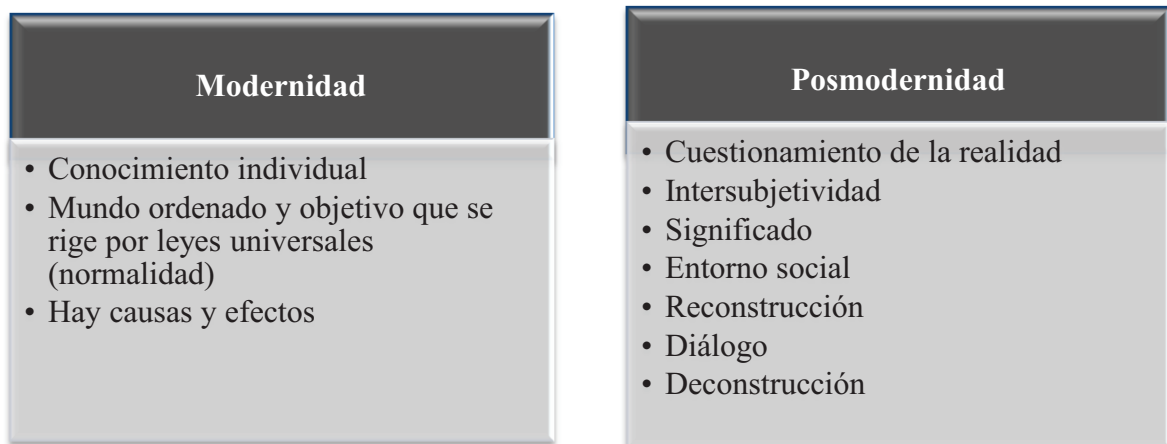 Modernidad
• Conocimiento individual
• Mundo ordenado y objetivo que se
rige por leyes universales
(normalidad)
• Hay causas y efectos
Posmodernidad
• Cuestionamiento de la realidad
• Intersubjetividad
• Significado
• Entorno social
• Reconstrucción
• Diálogo
• Deconstrucción